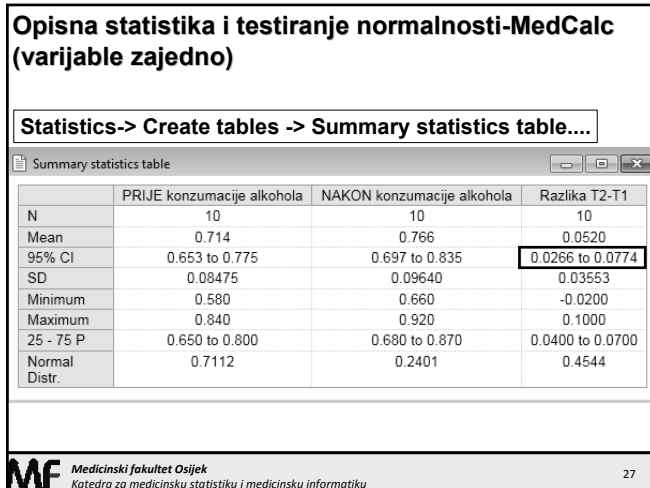 Opisna statistika i testiranje normalnosti-MedCalc
(varijable zajedno)
Statistics-> Create tables -> Summary statistics table....
Summary statistics table
PRIJE konzumacije alkohola NAKON konzumacije alkohola Razlika T2-T1
N 10 10 10
Mean 0.714 0.766 0.0520
95% CI 0.653 to 0.775 0.697 to 0.835 0.0266 to 0.0774
SD 0.08475 0.09640 0.03553
Minimum 0.580 0.660 -0.0200
Maximum 0.840 0.920 0.1000
25 - 75 P 0.650 to 0.800 0.680 to 0.870 0.0400 to 0.0700
Normal 0.7112 0.2401 0.4544
Distr.
MF Medicinski fakultet Osijek 27
Katedra za medicinsku statistiku i medicinsku informatiku